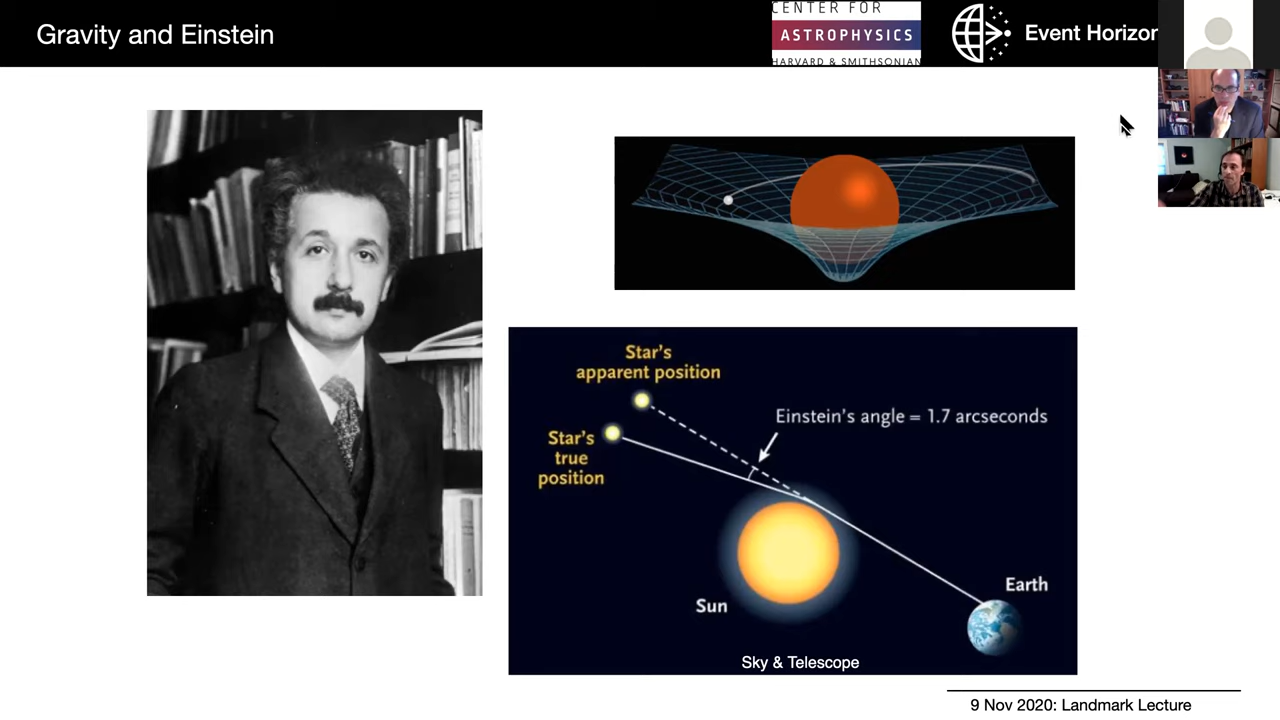 Gravity and Einstein
CENTER FOR
ASTROPHYSICS
HARVARD & SMITHSONIAN
Event Horizon
Star's
apparent position
Einstein's angle = 1.7 arcseconds
Star's
true
position
Earth
Sun
Sky & Telescope
9 Nov 2020: Landmark Lecture